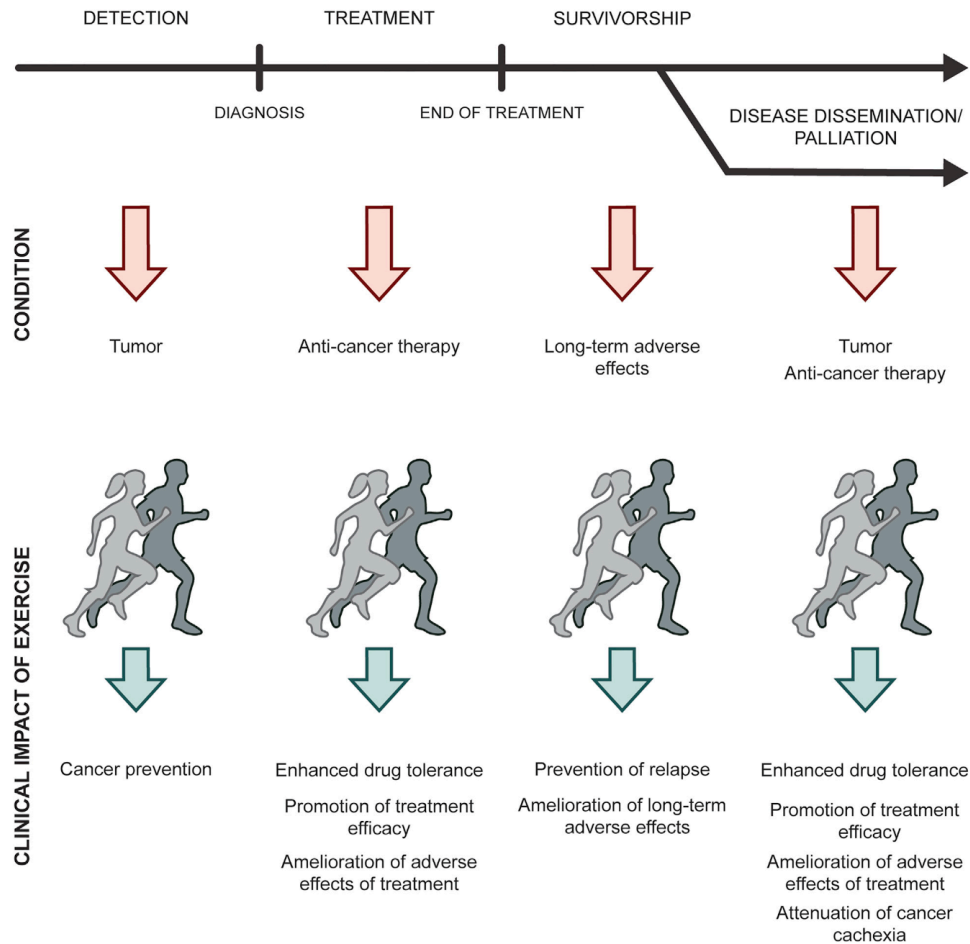 DETECTION
TREATMENT
SURVIVORSHIP
DIAGNOSIS
END OF TREATMENT
DISEASE DISSEMINATION/
PALLIATION
CONDITION
Tumor
Anti-cancer therapy
Long-term adverse
effects
Tumor
Anti-cancer therapy
CLINICAL IMPACT OF EXERCISE
Cancer prevention
Enhanced drug tolerance
Promotion of treatment
efficacy
Amelioration of adverse
effects of treatment
Prevention of relapse
Amelioration of long-term
adverse effects
Enhanced drug tolerance
Promotion of treatment
efficacy
Amelioration of adverse
effects of treatment
Attenuation of cancer
cachexia